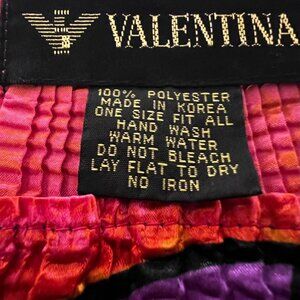 VALENTINA
100% POLYESTER
MADE IN KOREA
ONE SIZE FIT ALL
HAND WASH
WARM WATER
DO NOT BLEACH
LAY FLAT TO DRY
NO IRON